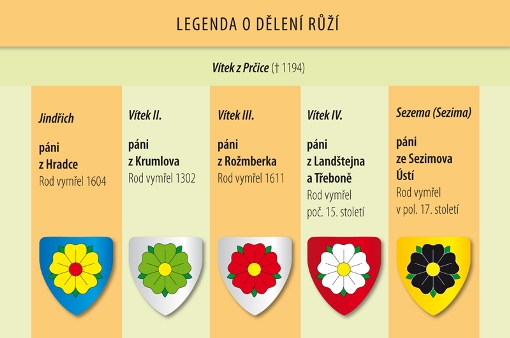 LEGENDA O DĚLENÍ RŮŽÍ
Vítek z Prčice († 1194)
Jindřich
páni
z Hradce
Rod vymřel 1604
Vítek II.
páni
z Krumlova
Rod vymřel 1302
Vítek III.
páni
z Rožmberka
Rod vymřel 1611
Vítek IV.
páni
z Landštejna
a Třeboně
Rod vymřel
poč. 15. století
Sezema (Sezima)
páni
ze Sezimova
Ústí
Rod vymřel
v pol. 17. století